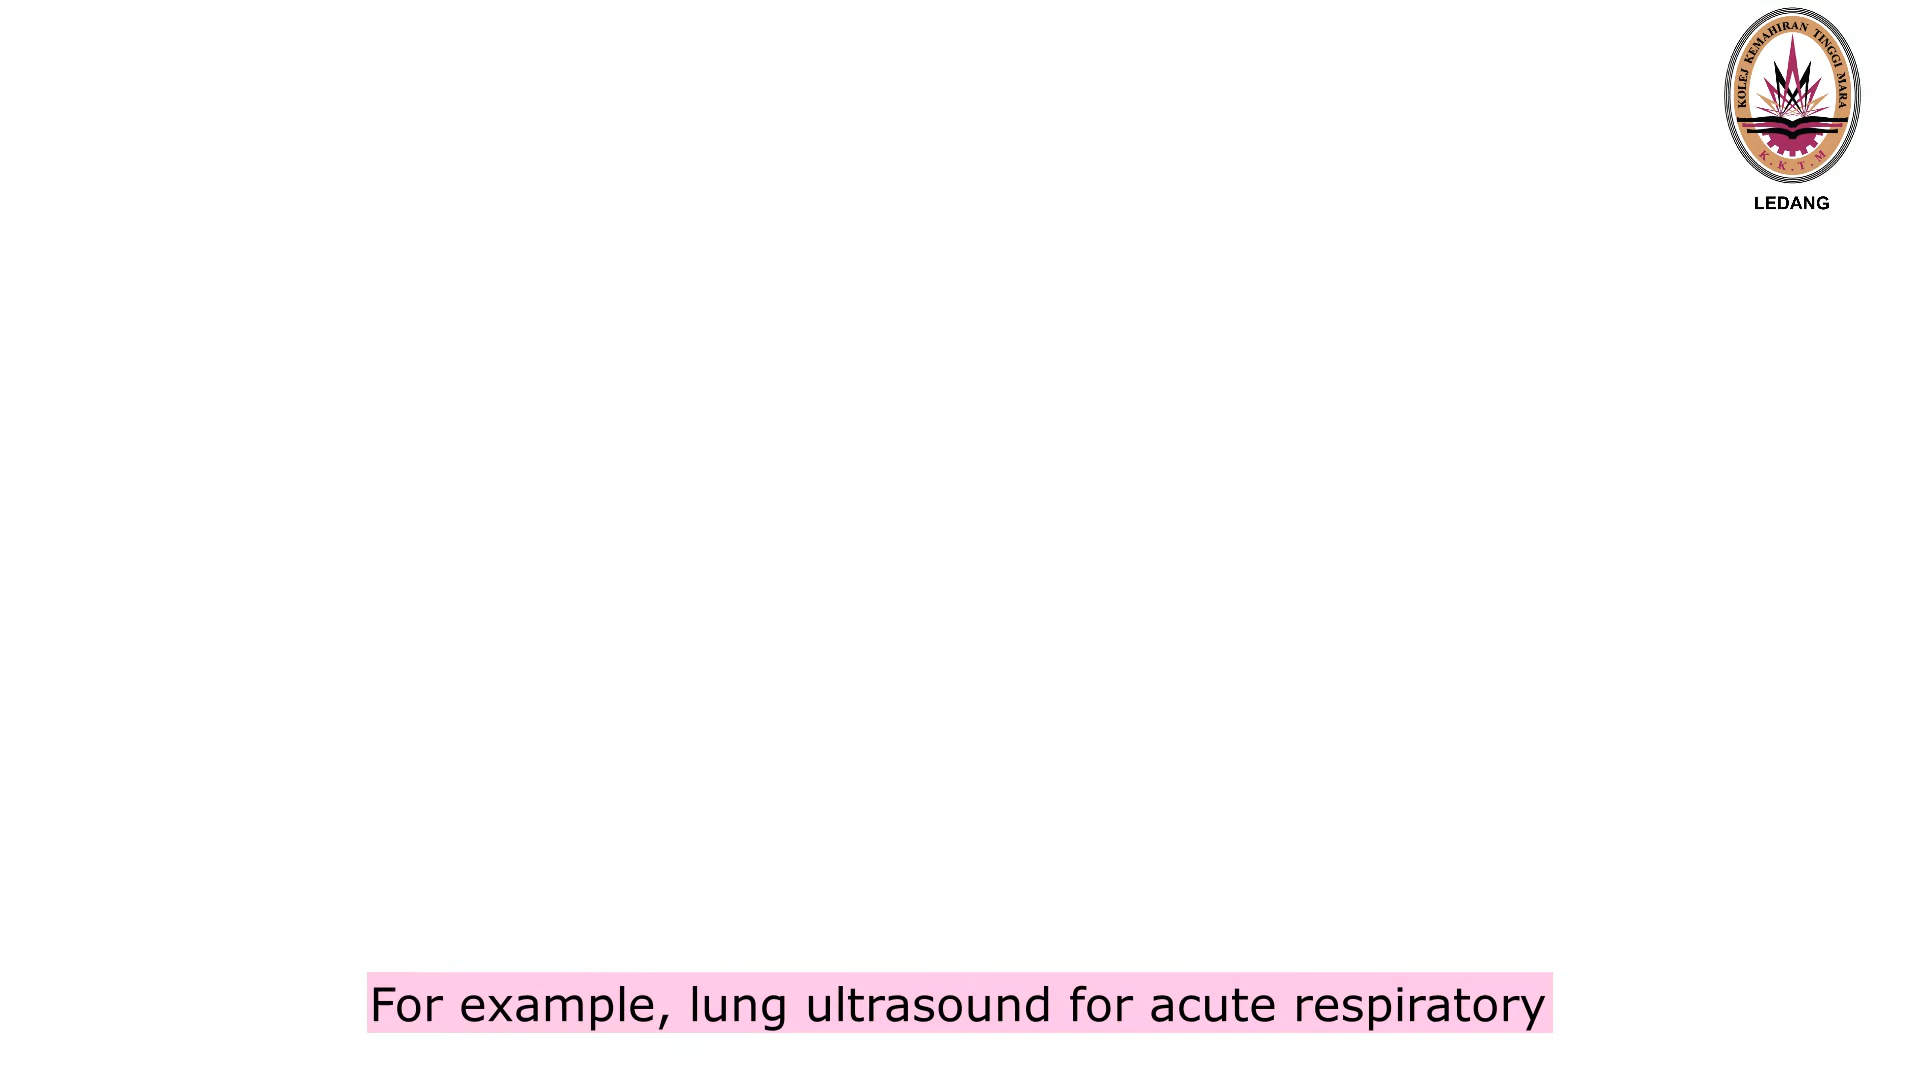 KOLEJ KEMAHIRAN TINGGI MARA
K.K.T.M
LEDANG
For example, lung ultrasound for acute respiratory